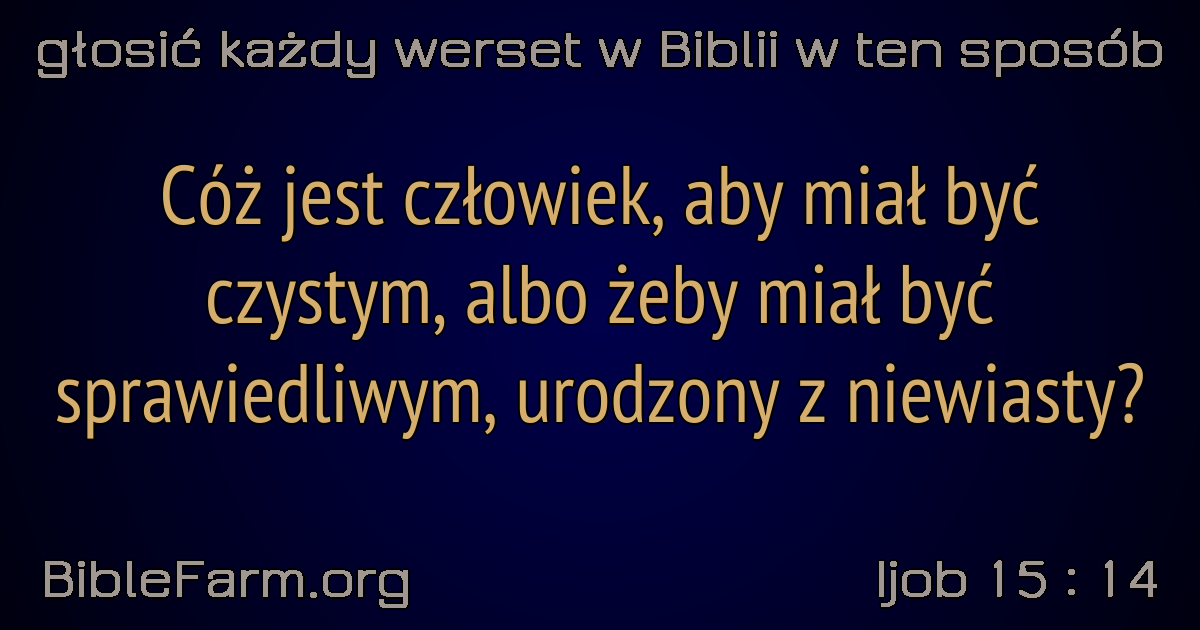 głosić każdy werset w Biblii w ten sposób
Cóż jest człowiek, aby miał być
czystym, albo żeby miał być
sprawiedliwym, urodzony z niewiasty?
BibleFarm.org
Ijob 15 : 14